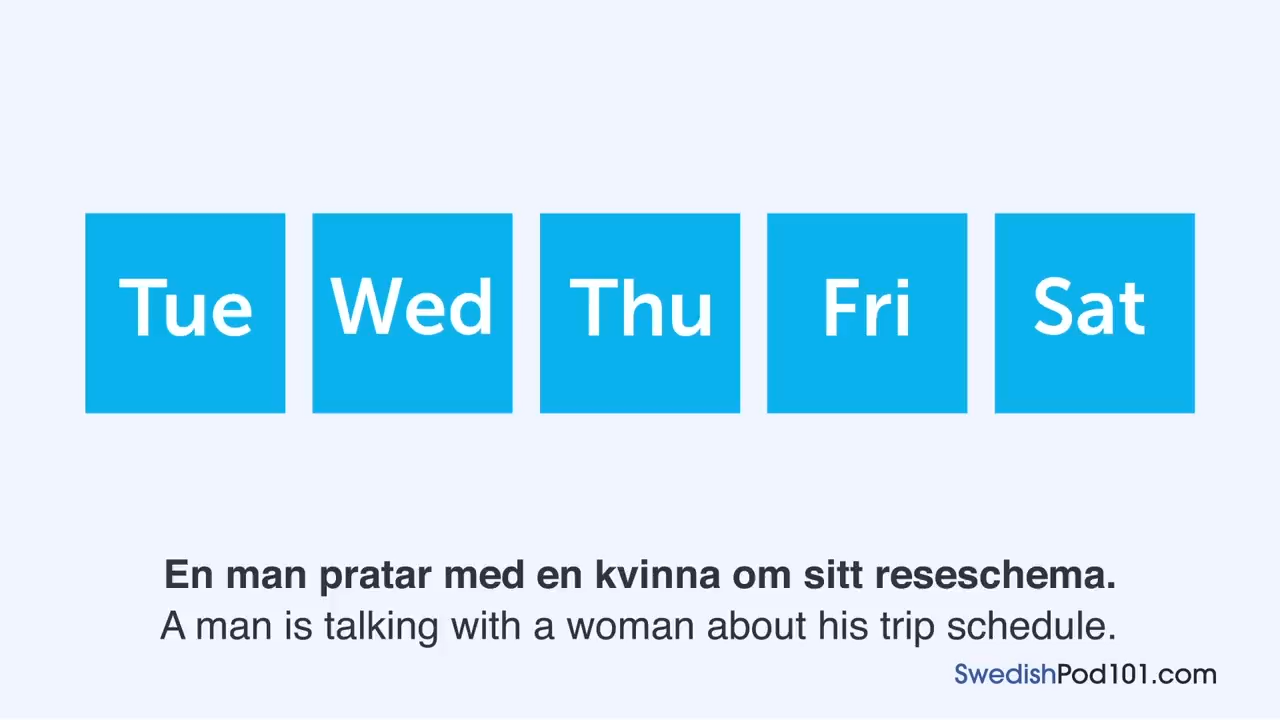 Tue Wed Thu Fri Sat
En man pratar med en kvinna om sitt reseschema.
A man is talking with a woman about his trip schedule.
SwedishPod101.com